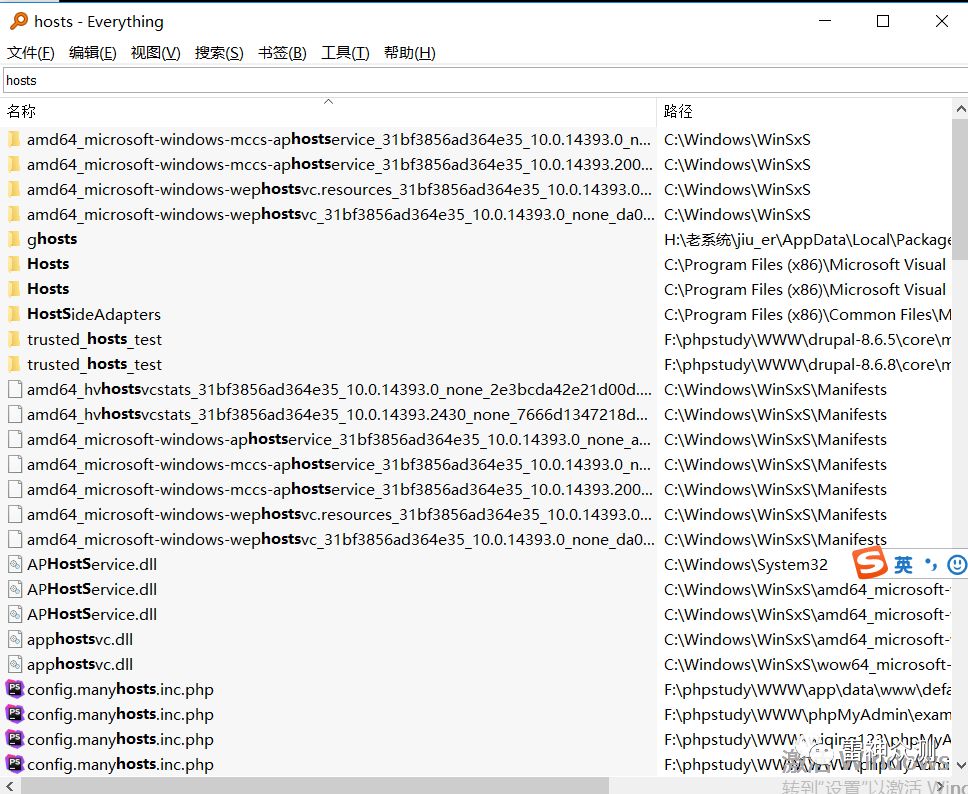 hosts - Everything
文件(F) 编辑(E) 视图(V) 搜索(S) 书签(B) 工具(T) 帮助(H)
hosts
名称 路径
amd64_microsoft-windows-mccs-aphostservice_31bf3856ad364e35_10.0.14393.0_n... C:\Windows\WinSxS
amd64_microsoft-windows-mccs-aphostservice_31bf3856ad364e35_10.0.14393.200... C:\Windows\WinSxS
amd64_microsoft-windows-wephostsvc.resources_31bf3856ad364e35_10.0.14393.0... C:\Windows\WinSxS
amd64_microsoft-windows-wephostsvc_31bf3856ad364e35_10.0.14393.0_none_da0... C:\Windows\WinSxS
ghosts H:\老系统\jiu_er\AppData\Local\Package
Hosts C:\Program Files (x86)\Microsoft Visual
Hosts C:\Program Files (x86)\Microsoft Visual
HostSideAdapters C:\Program Files (x86)\Common Files\M
trusted_hosts_test F:\phpstudy\WWW\drupal-8.6.5\core\m
trusted_hosts_test F:\phpstudy\WWW\drupal-8.6.8\core\m
amd64_hvhostsvcstats_31bf3856ad364e35_10.0.14393.0_none_2e3bcda42e21d00d.... C:\Windows\WinSxS\Manifests
amd64_hvhostsvcstats_31bf3856ad364e35_10.0.14393.2430_none_7666d1347218d... C:\Windows\WinSxS\Manifests
amd64_microsoft-windows-aphostservice_31bf3856ad364e35_10.0.14393.0_none_a... C:\Windows\WinSxS\Manifests
amd64_microsoft-windows-mccs-aphostservice_31bf3856ad364e35_10.0.14393.0_n... C:\Windows\WinSxS\Manifests
amd64_microsoft-windows-mccs-aphostservice_31bf3856ad364e35_10.0.14393.200... C:\Windows\WinSxS\Manifests
amd64_microsoft-windows-wephostsvc.resources_31bf3856ad364e35_10.0.14393.0... C:\Windows\WinSxS\Manifests
amd64_microsoft-windows-wephostsvc_31bf3856ad364e35_10.0.14393.0_none_da0... C:\Windows\WinSxS\Manifests
APHostService.dll C:\Windows\System32 英
APHostService.dll C:\Windows\WinSxS\amd64_microsoft-
APHostService.dll C:\Windows\WinSxS\amd64_microsoft-
apphostsvc.dll C:\Windows\WinSxS\amd64_microsoft-
apphostsvc.dll C:\Windows\WinSxS\wow64_microsoft-
config.manyhosts.inc.php F:\phpstudy\WWW\app\data\www\defa
config.manyhosts.inc.php F:\phpstudy\WWW\phpMyAdmin\exam
config.manyhosts.inc.php
config.manyhosts.inc.php
雷神众测
激活 Windows
转到"设置"以激活 Wind